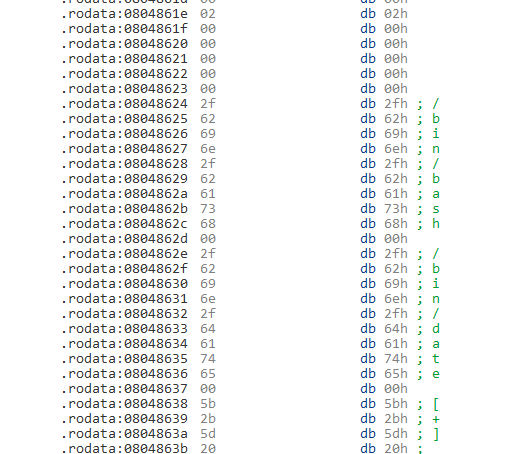 .rodata:0804861e 02 db 02h
.rodata:0804861f 00 db 00h
.rodata:08048620 00 db 00h
.rodata:08048621 00 db 00h
.rodata:08048622 00 db 00h
.rodata:08048623 00 db 00h
.rodata:08048624 2f db 2fh ; /
.rodata:08048625 62 db 62h ; b
.rodata:08048626 69 db 69h ; i
.rodata:08048627 6e db 6eh ; n
.rodata:08048628 2f db 2fh ; /
.rodata:08048629 62 db 62h ; b
.rodata:0804862a 61 db 61h ; a
.rodata:0804862b 73 db 73h ; s
.rodata:0804862c 68 db 68h ; h
.rodata:0804862d 00 db 00h
.rodata:0804862e 2f db 2fh ; /
.rodata:0804862f 62 db 62h ; b
.rodata:08048630 69 db 69h ; i
.rodata:08048631 6e db 6eh ; n
.rodata:08048632 2f db 2fh ; /
.rodata:08048633 64 db 64h ; d
.rodata:08048634 61 db 61h ; a
.rodata:08048635 74 db 74h ; t
.rodata:08048636 65 db 65h ; e
.rodata:08048637 00 db 00h
.rodata:08048638 5b db 5bh ; [
.rodata:08048639 2b db 2bh ; +
.rodata:0804863a 5d db 5dh ; ]
.rodata:0804863b 20 db 20h ;